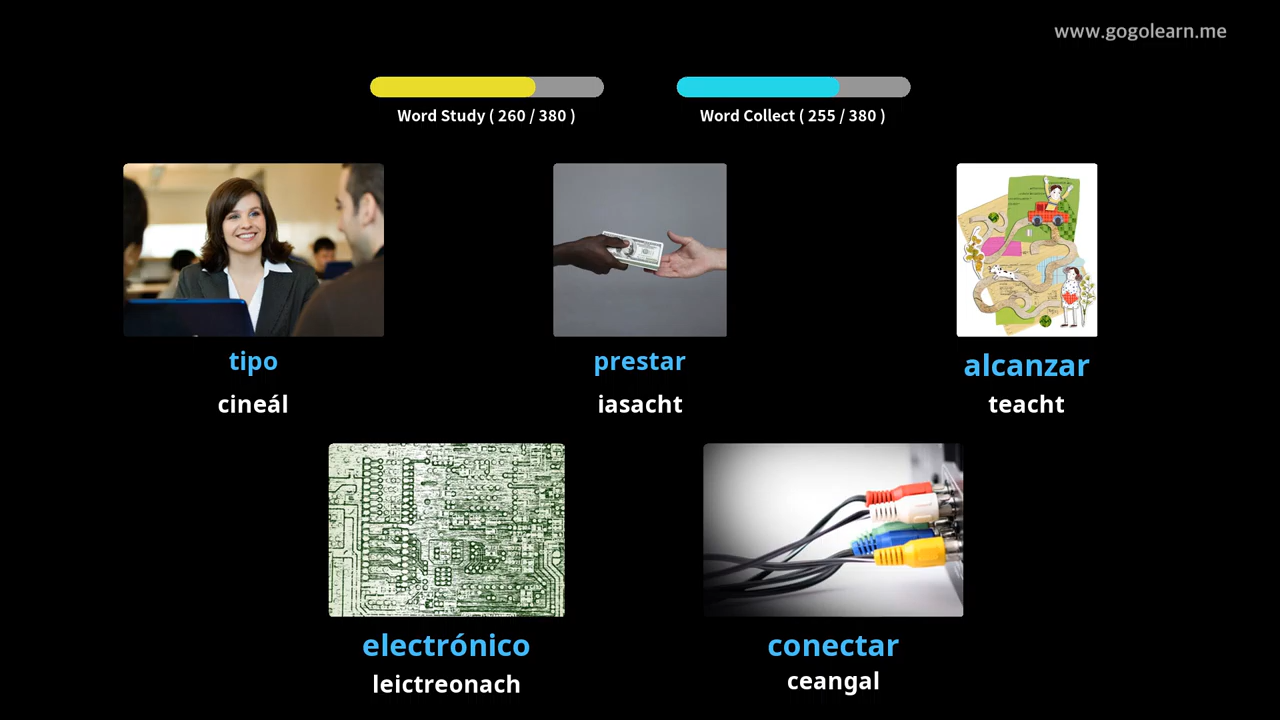 www.gogolearn.me
Word Study ( 260 / 380 )
Word Collect ( 255 / 380 )
tipo
prestar
alcanzar
cineál
iasacht
teacht
electrónico
conectar
leictreonach
ceangal